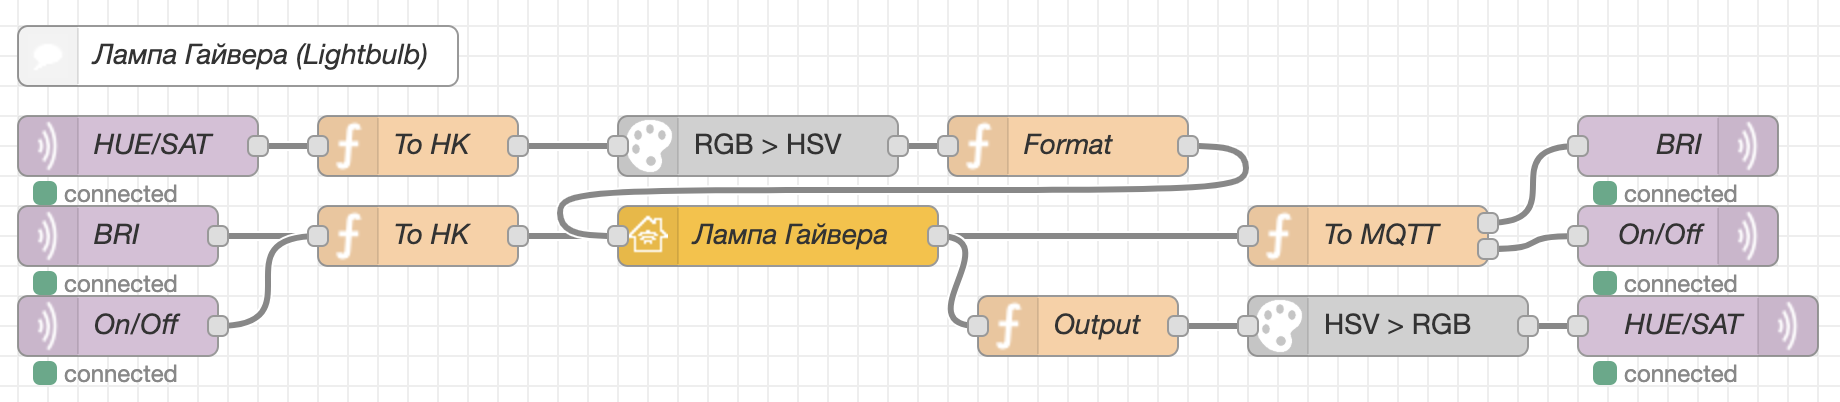 Лампа Гайвера (Lightbulb)
HUE/SAT
To HK
RGB > HSV
Format
BRI
connected
connected
BRI
To HK
Лампа Гайвера
To MQTT
On/Off
connected
connected
On/Off
Output
HSV > RGB
HUE/SAT
connected
connected